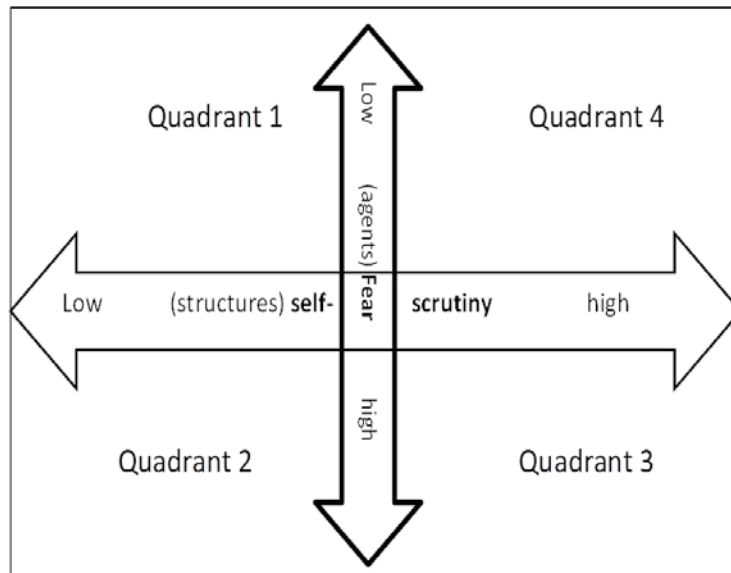 Quadrant 1
Quadrant 4
Low (agents) Fear high
Low (structures) self- scrutiny high
Quadrant 2
Quadrant 3